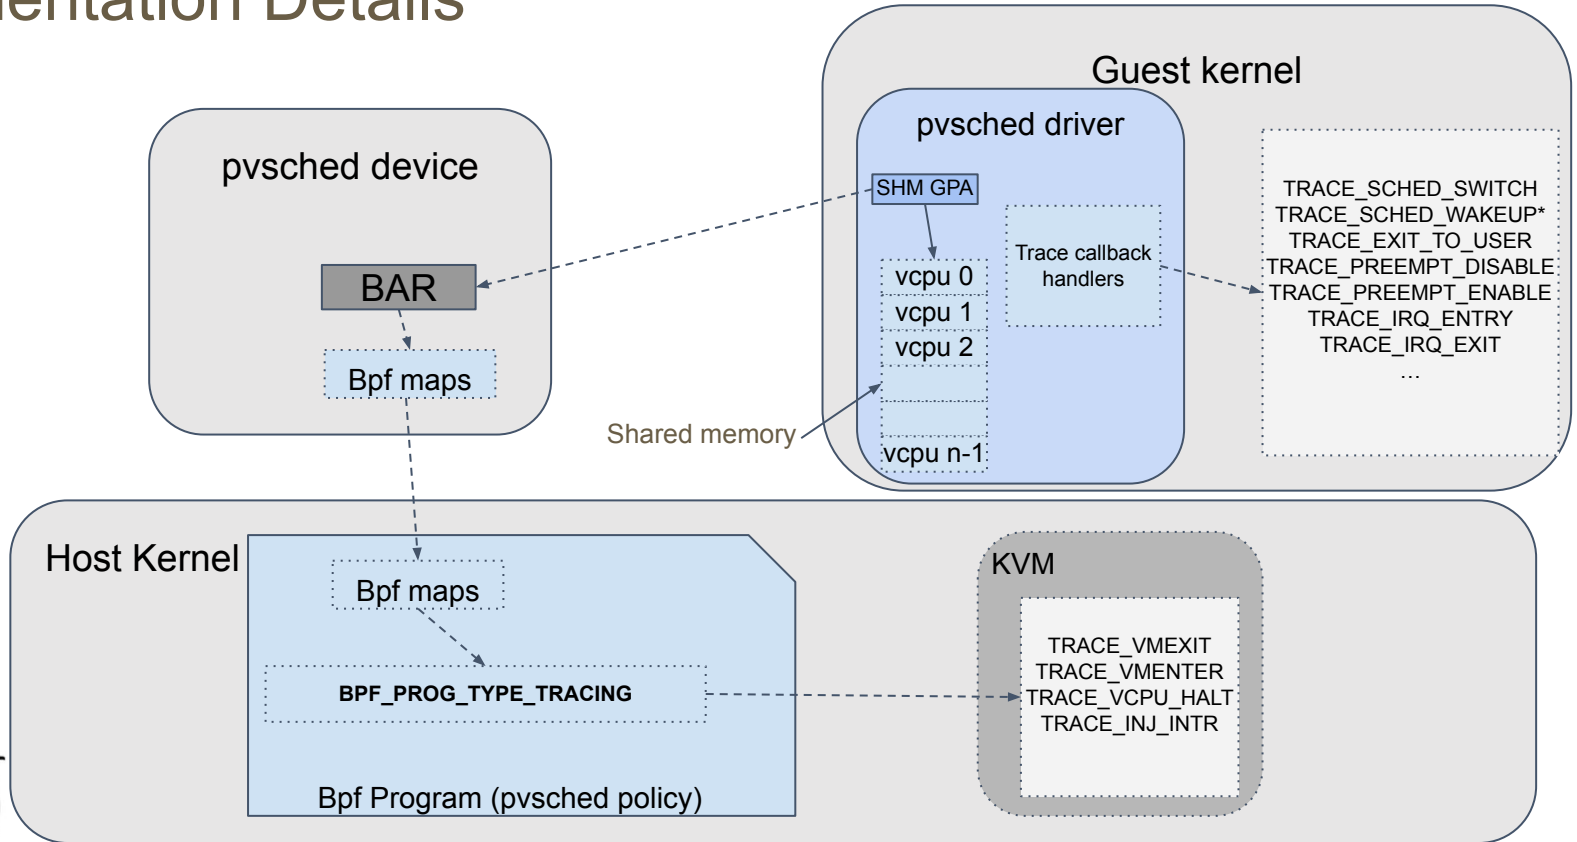 Details
Guest kernel
pvsched driver
pvsched device
SHM GPA
TRACE_SCHED_SWITCH
TRACE_SCHED_WAKEUP*
TRACE_EXIT_TO_USER
TRACE_PREEMPT_DISABLE
TRACE_PREEMPT_ENABLE
TRACE_IRQ_ENTRY
TRACE_IRQ_EXIT
…
Trace callback
handlers
BAR
vcpu 0
vcpu 1
vcpu 2
vcpu n-1
Bpf maps
Shared memory
Host Kernel
Bpf maps
BPF_PROG_TYPE_TRACING
Bpf Program (pvsched policy)
KVM
TRACE_VMEXIT
TRACE_VMENTER
TRACE_VCPU_HALT
TRACE_INJ_INTR